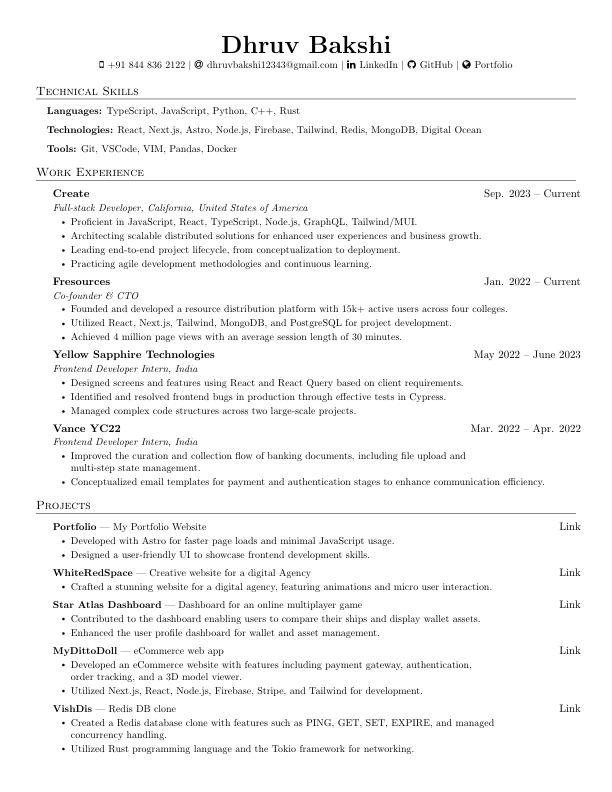 Dhruv Bakshi
+91 844 836 2122 | dhruvbakshi12343@gmail.com | LinkedIn | GitHub | Portfolio
Technical Skills
Languages: TypeScript, JavaScript, Python, C++, Rust
Technologies: React, Next.js, Astro, Node.js, Firebase, Tailwind, Redis, MongoDB, Digital Ocean
Tools: Git, VSCode, VIM, Pandas, Docker
Work Experience
Create Sep. 2023 – Current
Full-stack Developer, California, United States of America
• Proficient in JavaScript, React, TypeScript, Node.js, GraphQL, Tailwind/MUI.
• Architecting scalable distributed solutions for enhanced user experiences and business growth.
• Leading end-to-end project lifecycle, from conceptualization to deployment.
• Practicing agile development methodologies and continuous learning.
Fresources Jan. 2022 – Current
Co-founder & CTO
• Founded and developed a resource distribution platform with 15k+ active users across four colleges.
• Utilized React, Next.js, Tailwind, MongoDB, and PostgreSQL for project development.
• Achieved 4 million page views with an average session length of 30 minutes.
Yellow Sapphire Technologies May 2022 – June 2023
Frontend Developer Intern, India
• Designed screens and features using React and React Query based on client requirements.
• Identified and resolved frontend bugs in production through effective tests in Cypress.
• Managed complex code structures across two large-scale projects.
Vance YC22 Mar. 2022 – Apr. 2022
Frontend Developer Intern, India
• Improved the curation and collection flow of banking documents, including file upload and
multi-step state management.
• Conceptualized email templates for payment and authentication stages to enhance communication efficiency.
Projects
Portfolio — My Portfolio Website Link
• Developed with Astro for faster page loads and minimal JavaScript usage.
• Designed a user-friendly UI to showcase frontend development skills.
WhiteRedSpace — Creative website for a digital Agency Link
• Crafted a stunning website for a digital agency, featuring animations and micro user interaction.
Star Atlas Dashboard — Dashboard for an online multiplayer game Link
• Contributed to the dashboard enabling users to compare their ships and display wallet assets.
• Enhanced the user profile dashboard for wallet and asset management.
MyDittoDoll — eCommerce web app Link
• Developed an eCommerce website with features including payment gateway, authentication,
order tracking, and a 3D model viewer.
• Utilized Next.js, React, Node.js, Firebase, Stripe, and Tailwind for development.
VishDis — Redis DB clone Link
• Created a Redis database clone with features such as PING, GET, SET, EXPIRE, and managed
concurrency handling.
• Utilized Rust programming language and the Tokio framework for networking.